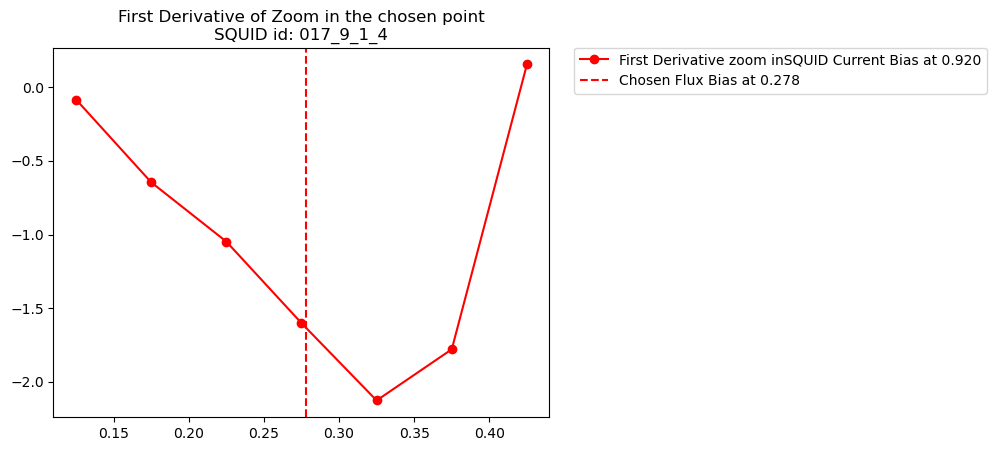 First Derivative of Zoom in the chosen point
SQUID id: 017_9_1_4
First Derivative zoom inSQUID Current Bias at 0.920
Chosen Flux Bias at 0.278
0.0
−0.5
−1.0
−1.5
−2.0
0.15 0.20 0.25 0.30 0.35 0.40